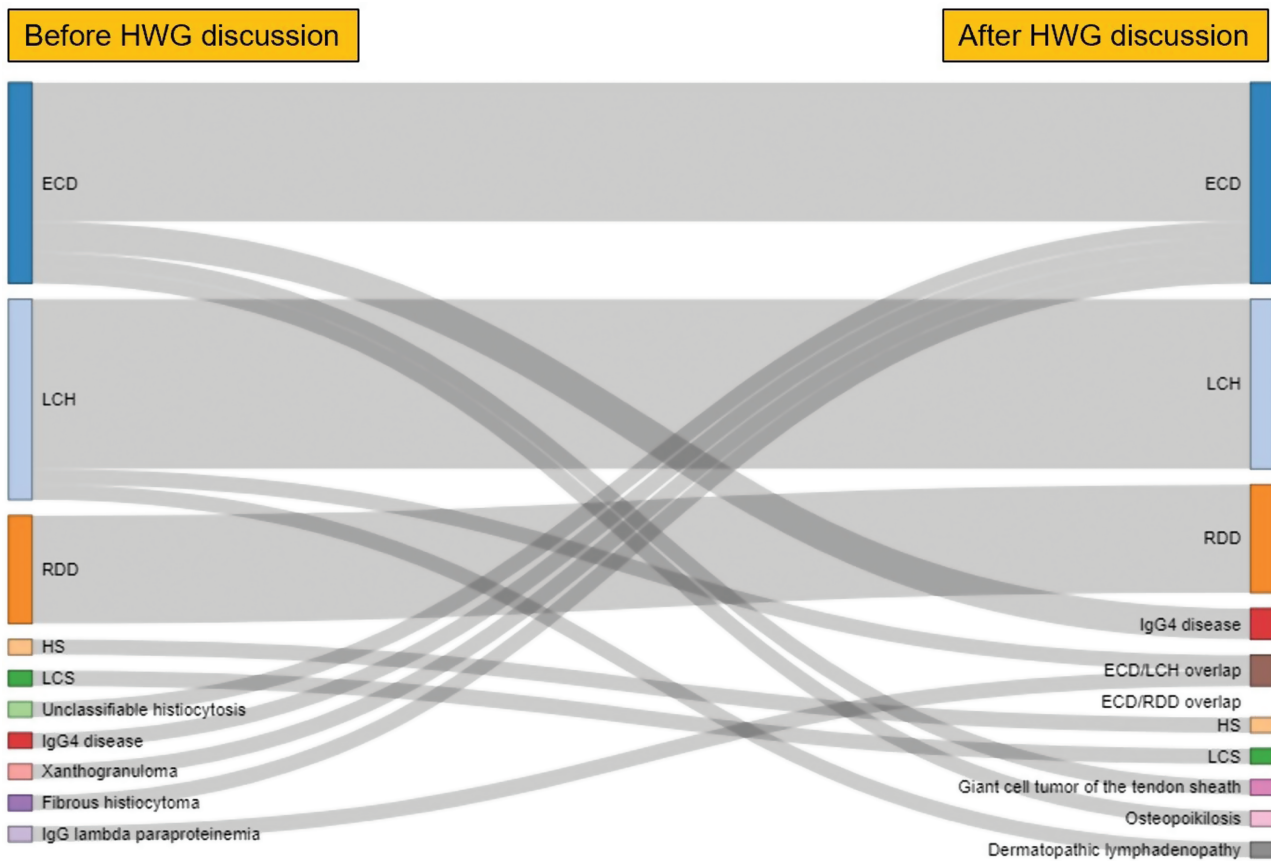 Before HWG discussion
After HWG discussion
ECD
LCH
RDD
HS
LCS
Unclassifiable histiocytosis
IgG4 disease
Xanthogranuloma
Fibrous histiocytoma
IgG lambda paraproteinemia
ECD
LCH
RDD
IgG4 disease
ECD/LCH overlap
ECD/RDD overlap
HS
LCS
Giant cell tumor of the tendon sheath
Osteopoikilosis
Dermatopathic lymphadenopathy